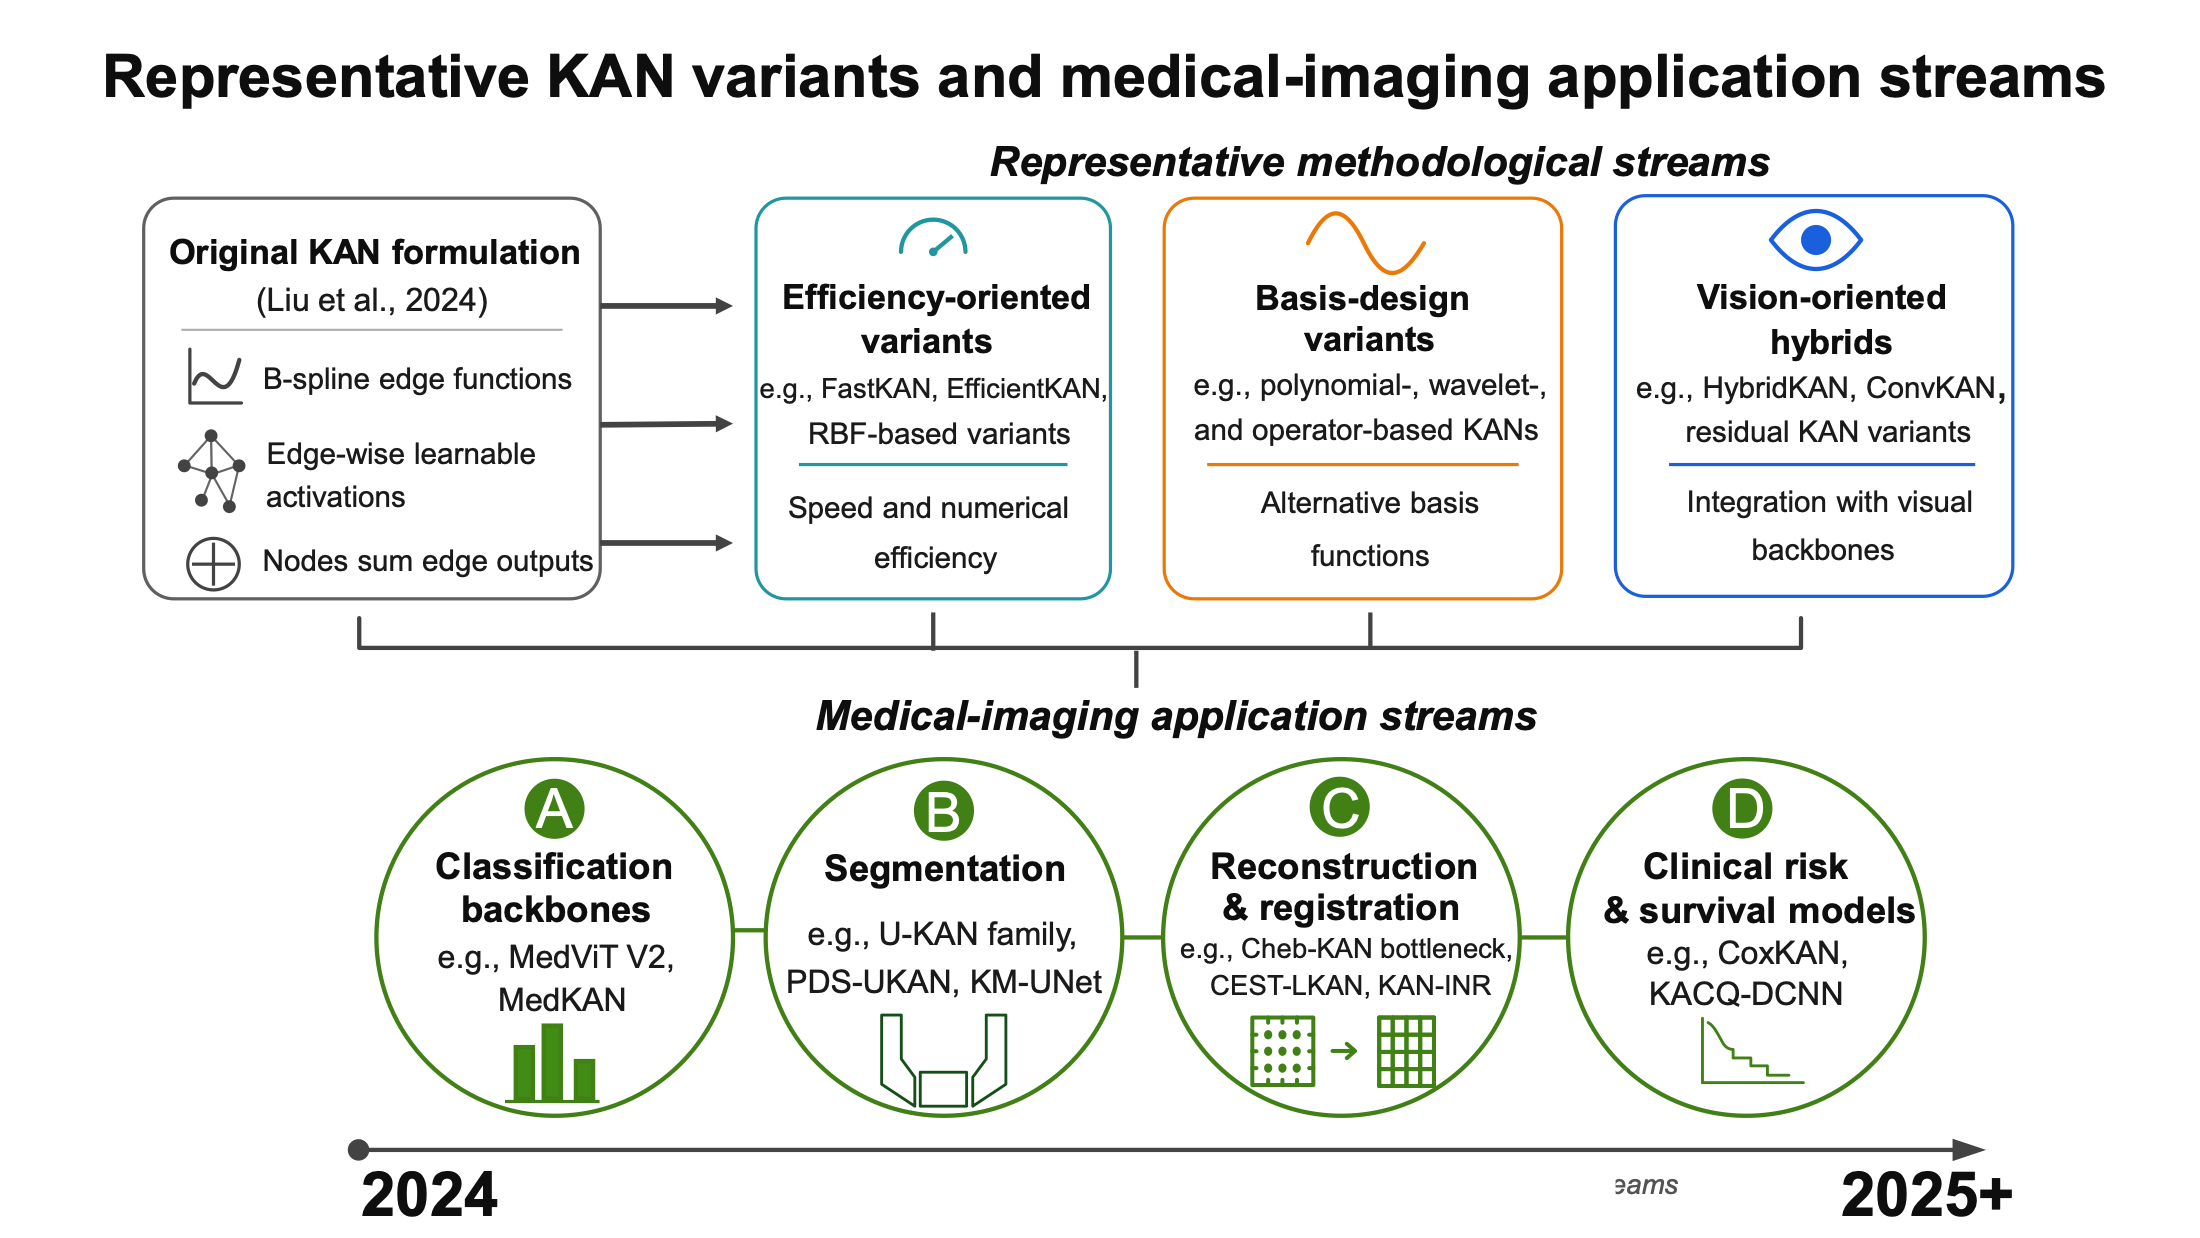 Representative KAN variants and medical-imaging application streams
Representative methodological streams
Original KAN formulation
(Liu et al., 2024)
B-spline edge functions
Edge-wise learnable
activations
Nodes sum edge outputs
Efficiency-oriented
variants
e.g., FastKAN, EfficientKAN,
RBF-based variants
Speed and numerical
efficiency
Basis-design
variants
e.g., polynomial-, wavelet-,
and operator-based KANs
Alternative basis
functions
Vision-oriented
hybrids
e.g., HybridKAN, ConvKAN,
residual KAN variants
Integration with visual
backbones
Medical-imaging application streams
A
Classification
backbones
e.g., MedViT V2,
MedKAN
B
Segmentation
e.g., U-KAN family,
PDS-UKAN, KM-UNet
C
Reconstruction
& registration
e.g., Cheb-KAN bottleneck,
CEST-LKAN, KAN-INR
D
Clinical risk
& survival models
e.g., CoxKAN,
KACQ-DCNN
2024
eams
2025+